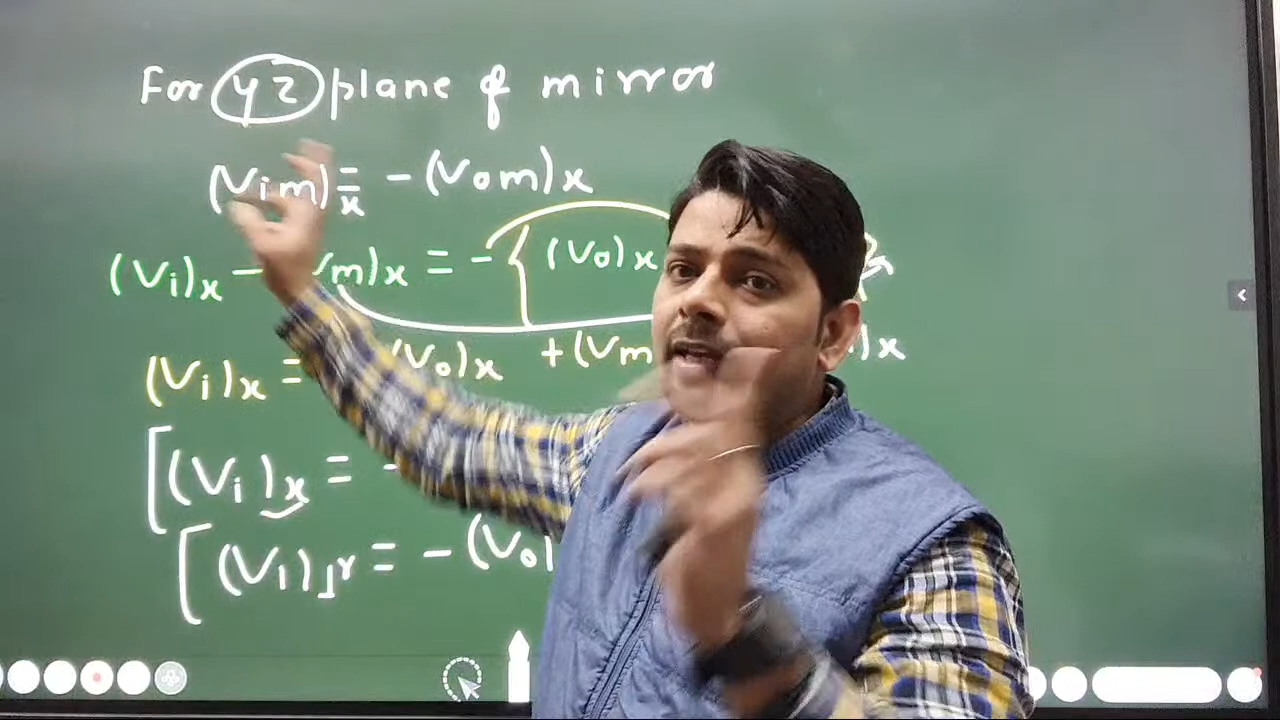 For yz plane of mirror
(Vim)x = - (Vom)x
(Vi)x - Vm)x = - { (Vo)x
(Vi)x = (Vo)x + (Vm )x
[(Vi)x = -
[(Vi)⊥r = - (Vo)